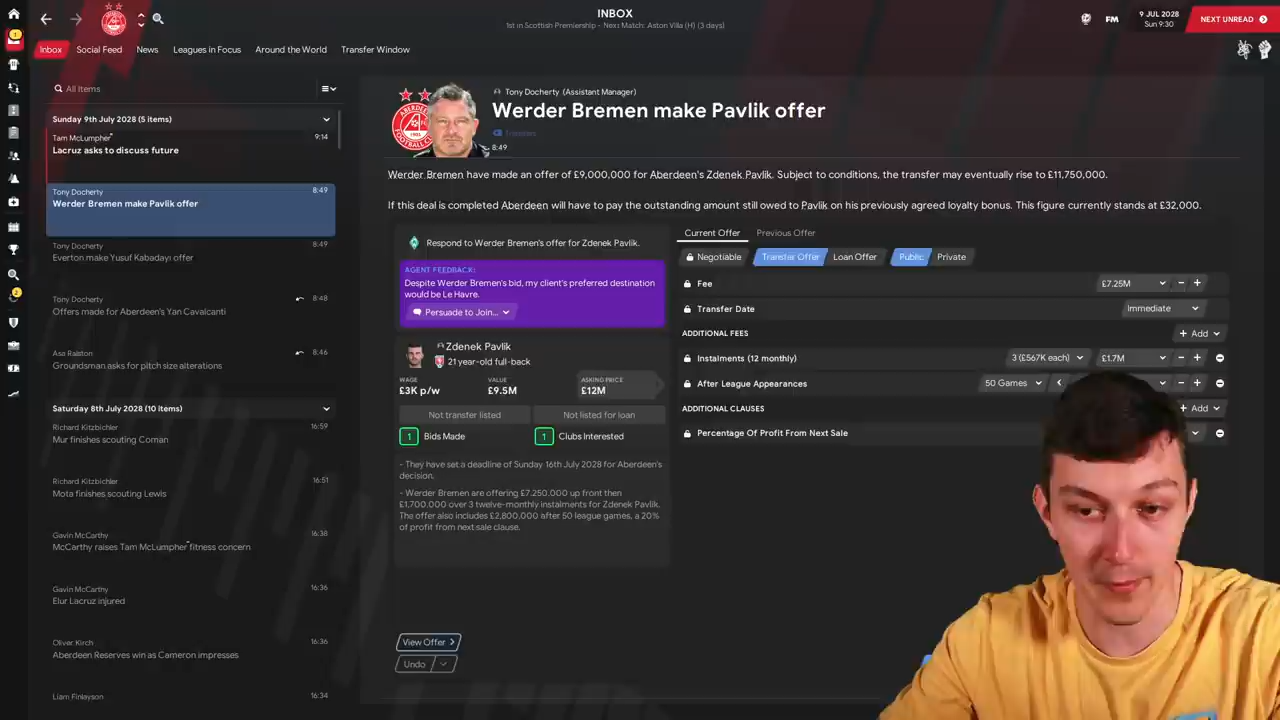 INBOX
1st in Scottish Premiership - Next Match: Aston Villa (H) (3 days)
FM
9 JUL 2028
Sun 9:30
NEXT UNREAD
Inbox
Social Feed
News
Leagues in Focus
Around the World
Transfer Window
All Items
Sunday 9th July 2028 (5 items)
Tam McLumpher
9:14
Lacruz asks to discuss future
Tony Docherty
8:49
Werder Bremen make Pavlik offer
Tony Docherty
8:49
Everton make Yusuf Kabadayı offer
Tony Docherty
8:48
Offers made for Aberdeen's Yan Cavalcanti
Asa Ralston
8:46
Groundsman asks for pitch size alterations
Saturday 8th July 2028 (10 items)
Richard Kitzbichler
16:59
Mur finishes scouting Coman
Richard Kitzbichler
16:51
Mota finishes scouting Lewis
Gavin McCarthy
16:38
McCarthy raises Tam McLumpher fitness concern
Gavin McCarthy
16:36
Elur Lacruz injured
Oliver Kirch
16:36
Aberdeen Reserves win as Cameron impresses
Liam Finlayson
16:34
Tony Docherty (Assistant Manager)
Werder Bremen make Pavlik offer
Transfers
8:49
Werder Bremen have made an offer of £9,000,000 for Aberdeen's Zdenek Pavlik. Subject to conditions, the transfer may eventually rise to £11,750,000.
If this deal is completed Aberdeen will have to pay the outstanding amount still owed to Pavlik on his previously agreed loyalty bonus. This figure currently stands at £32,000.
Respond to Werder Bremen's offer for Zdenek Pavlik.
AGENT FEEDBACK:
Despite Werder Bremen's bid, my client's preferred destination
would be Le Havre.
Persuade to Join...
Zdenek Pavlik
21 year-old full-back
WAGE
£3K p/w
VALUE
£9.5M
ASKING PRICE
£12M
Not transfer listed
Not listed for loan
1 Bids Made
1 Clubs Interested
- They have set a deadline of Sunday 16th July 2028 for Aberdeen's
decision.
- Werder Bremen are offering £7,250,000 up front then
£1,700,000 over 3 twelve-monthly instalments for Zdenek Pavlik.
The offer also includes £2,800,000 after 50 league games, a 20%
of profit from next sale clause.
View Offer
Undo
Current Offer
Previous Offer
Negotiable
Transfer Offer
Loan Offer
Public
Private
Fee
£7.25M
Transfer Date
Immediate
ADDITIONAL FEES
Add
Instalments (12 monthly)
3 (£567K each)
£1.7M
After League Appearances
50 Games
ADDITIONAL CLAUSES
Add
Percentage Of Profit From Next Sale